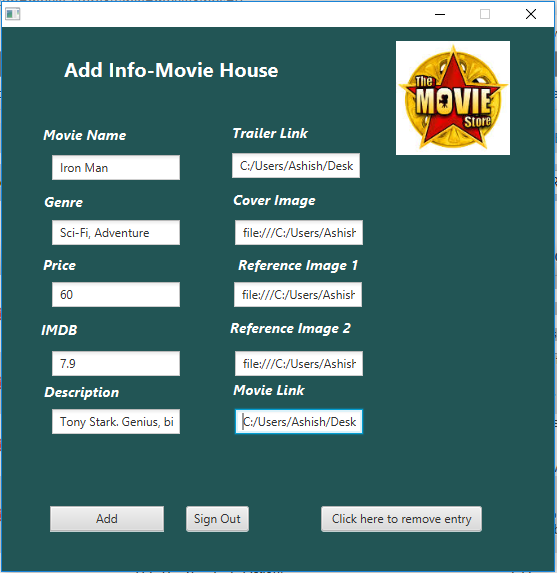 Add Info-Movie House
The
MOVIE
Store
Movie Name
Iron Man
Genre
Sci-Fi, Adventure
Price
60
IMDB
7.9
Description
Tony Stark. Genius, bi
Trailer Link
C:/Users/Ashish/Desk
Cover Image
file:///C:/Users/Ashish
Reference Image 1
file:///C:/Users/Ashish
Reference Image 2
file:///C:/Users/Ashish
Movie Link
C:/Users/Ashish/Desk
Add
Sign Out
Click here to remove entry